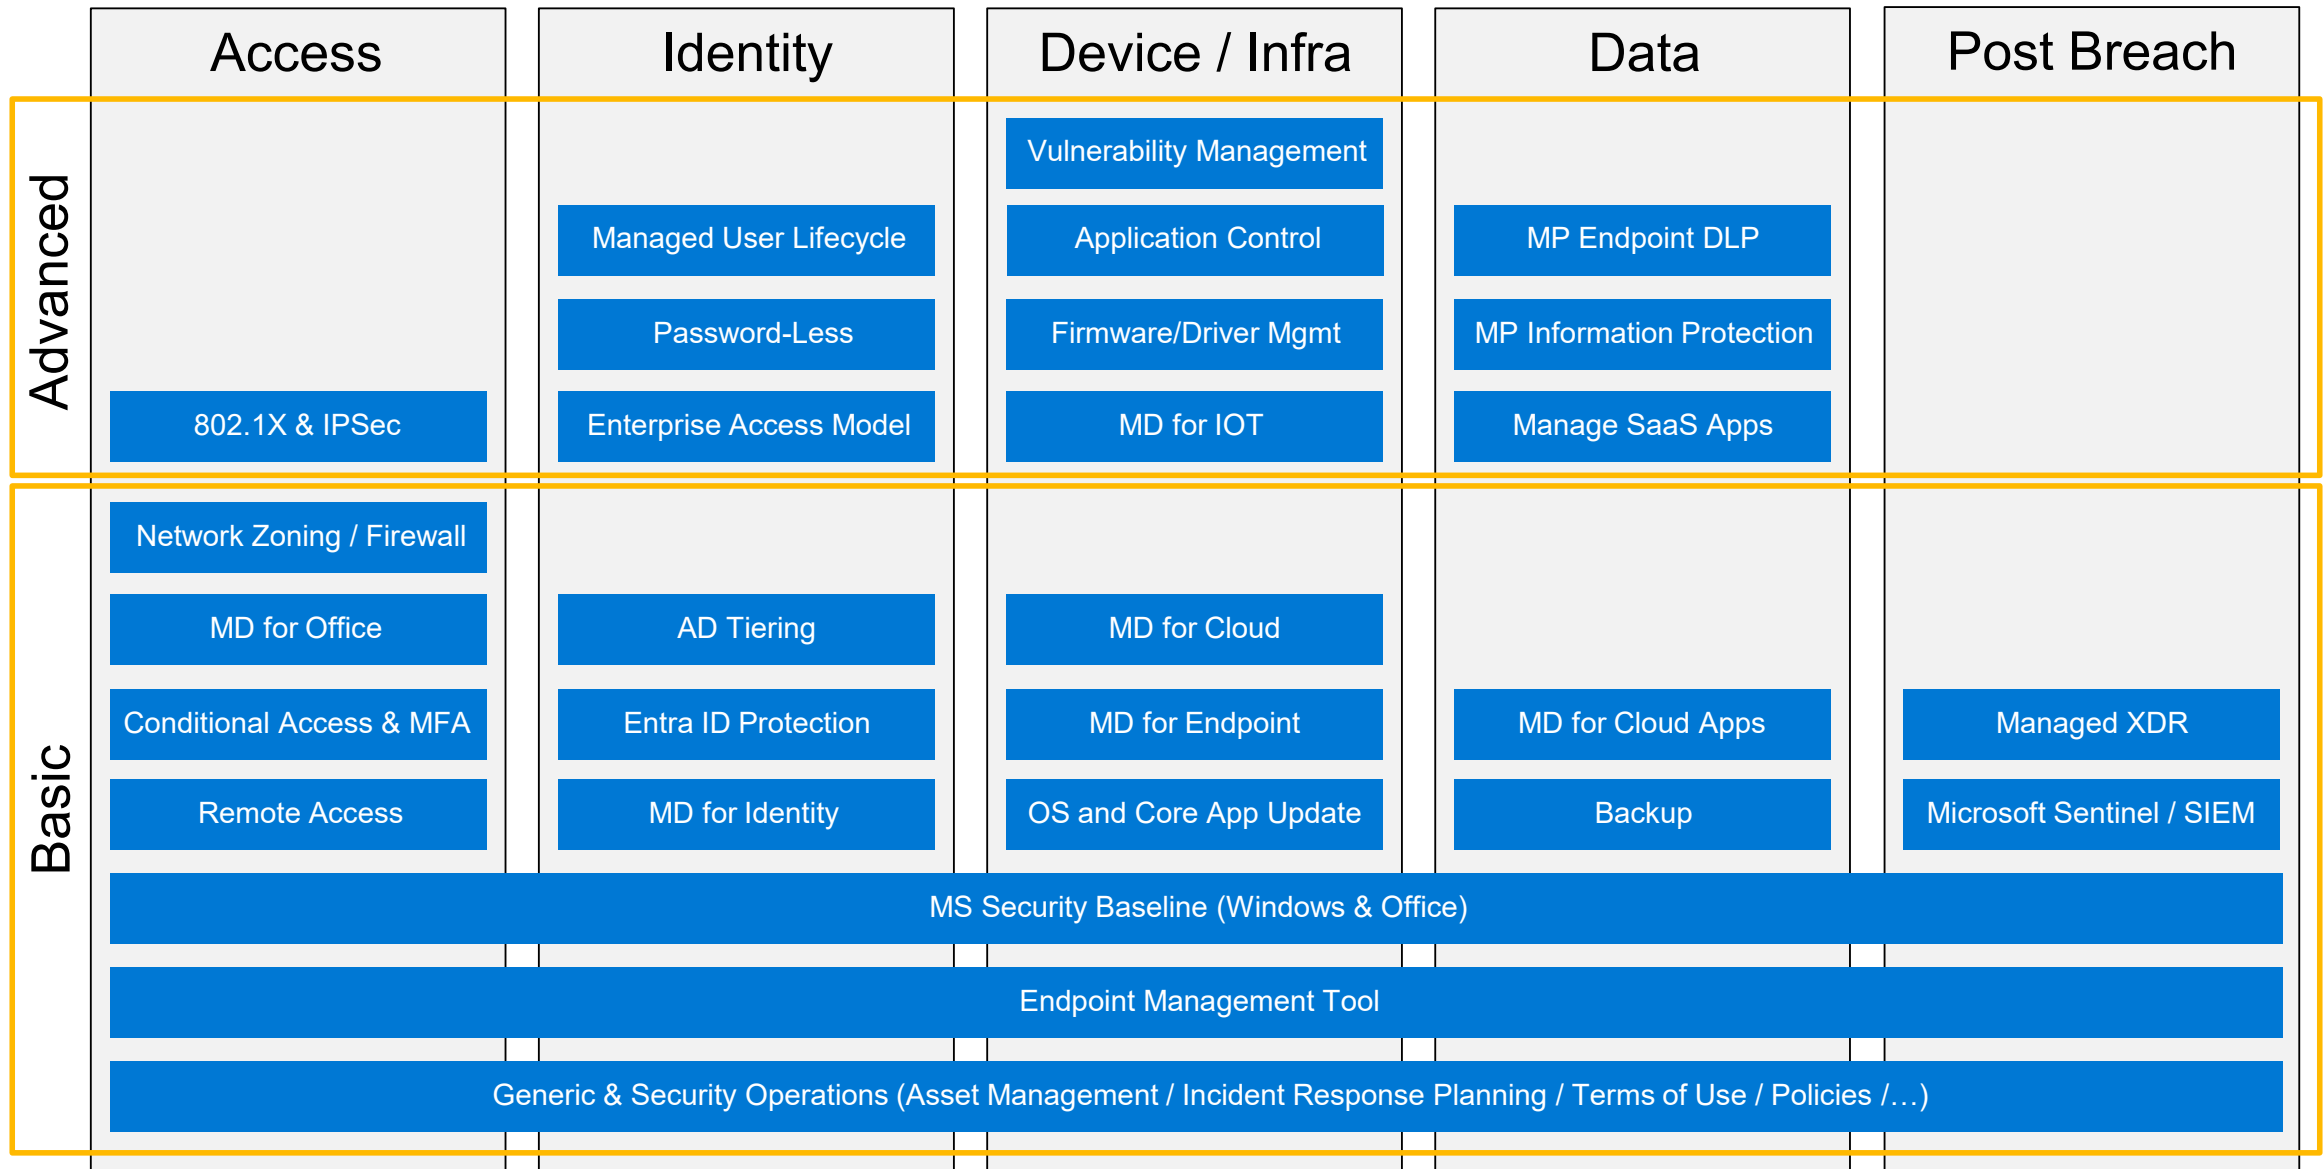 Access
Identity
Device / Infra
Data
Post Breach
Advanced
Vulnerability Management
Managed User Lifecycle
Application Control
MP Endpoint DLP
Password-Less
Firmware/Driver Mgmt
MP Information Protection
802.1X & IPSec
Enterprise Access Model
MD for IOT
Manage SaaS Apps
Basic
Network Zoning / Firewall
MD for Office
AD Tiering
MD for Cloud
Conditional Access & MFA
Entra ID Protection
MD for Endpoint
MD for Cloud Apps
Managed XDR
Remote Access
MD for Identity
OS and Core App Update
Backup
Microsoft Sentinel / SIEM
MS Security Baseline (Windows & Office)
Endpoint Management Tool
Generic & Security Operations (Asset Management / Incident Response Planning / Terms of Use / Policies /…)